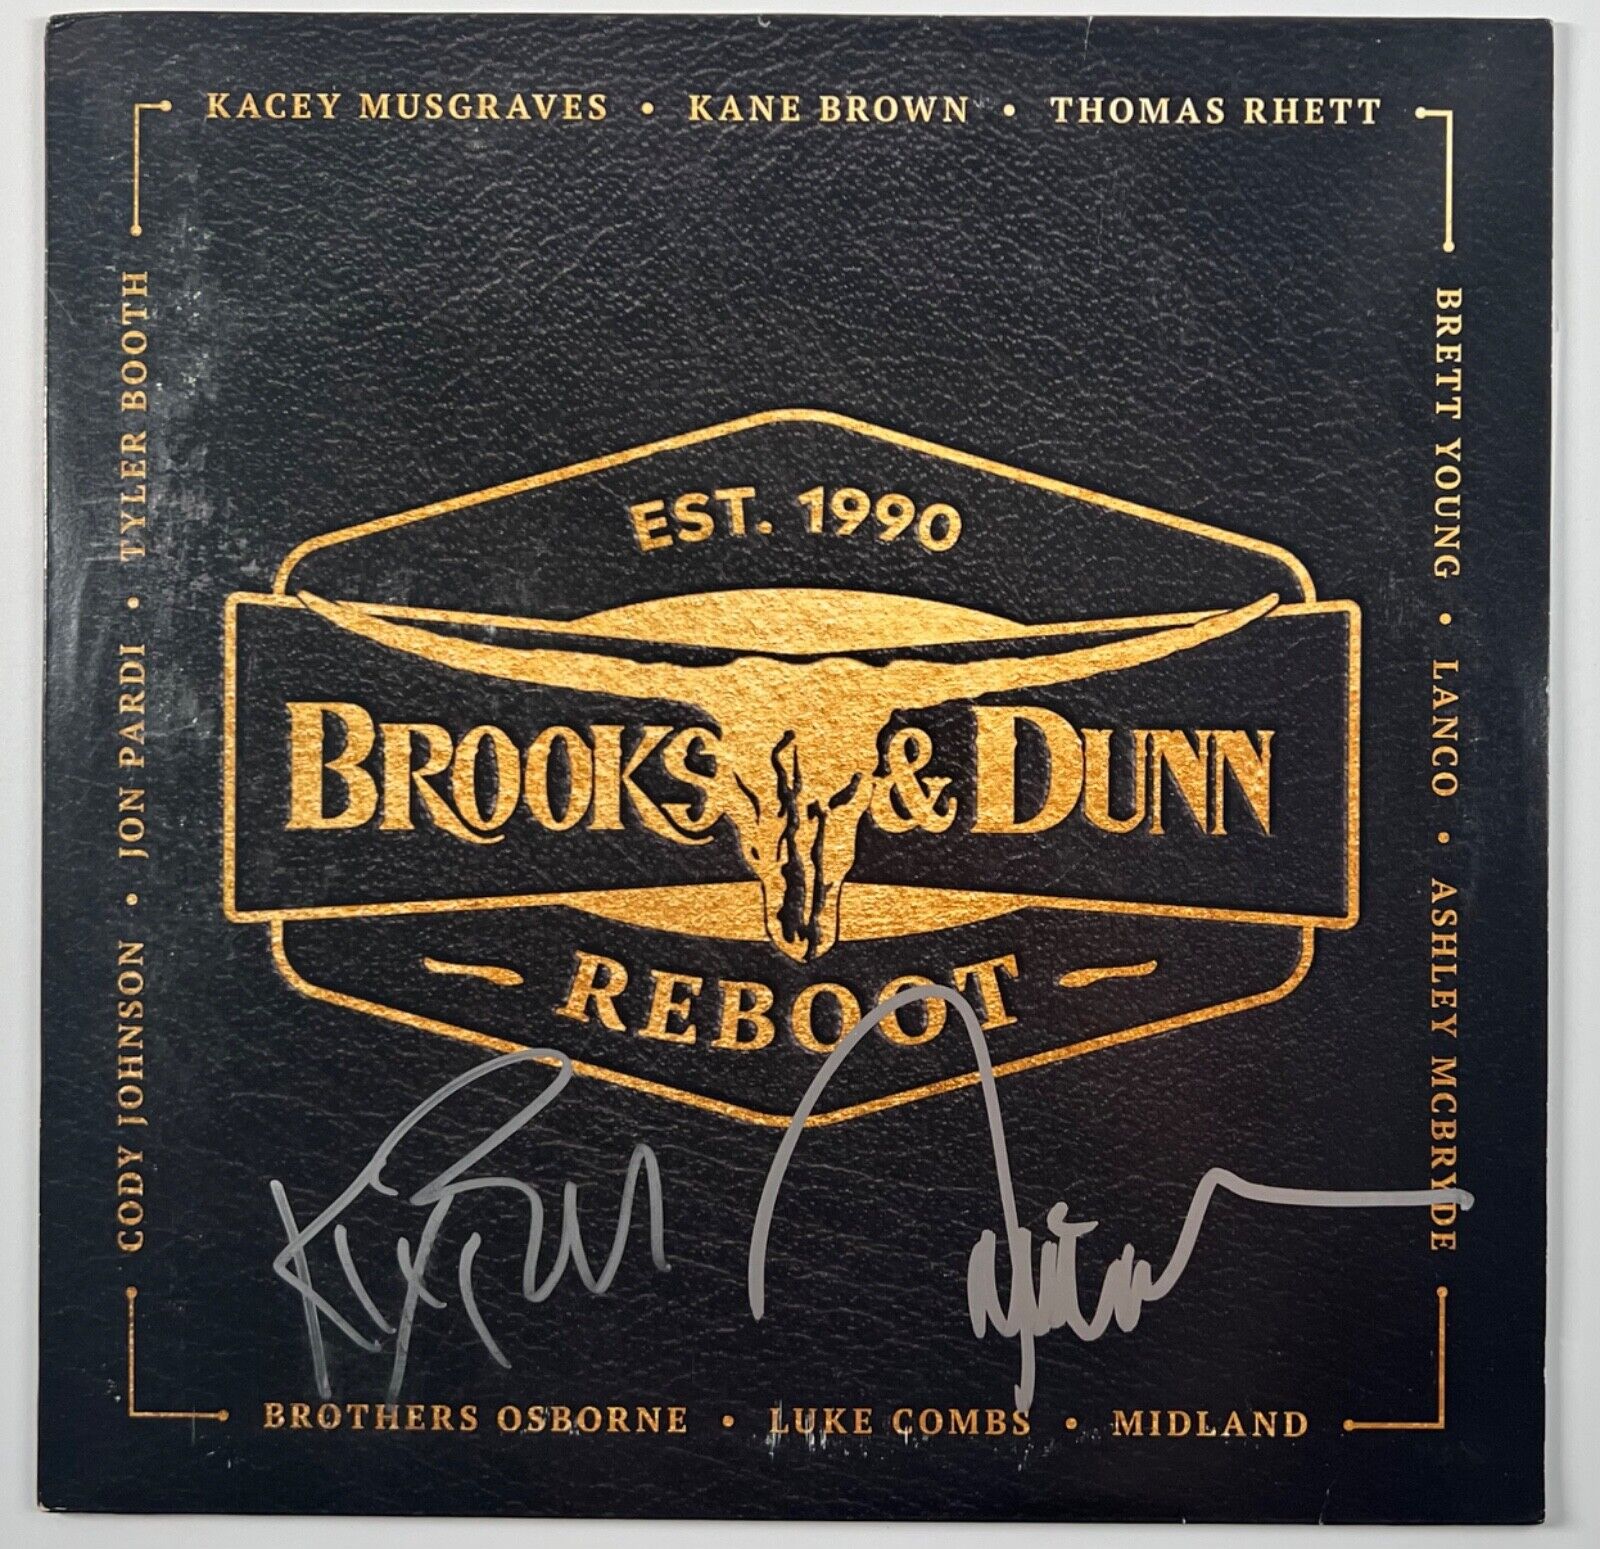 KACEY MUSGRAVES • KANE BROWN • THOMAS RHETT
BRETT YOUNG • LANCO • ASHLEY MCBRYDE
CODY JOHNSON • JON PARDI • TYLER BOOTH
EST. 1990
BROOKS & DUNN
REBOOT
BROTHERS OSBORNE • LUKE COMBS • MIDLAND